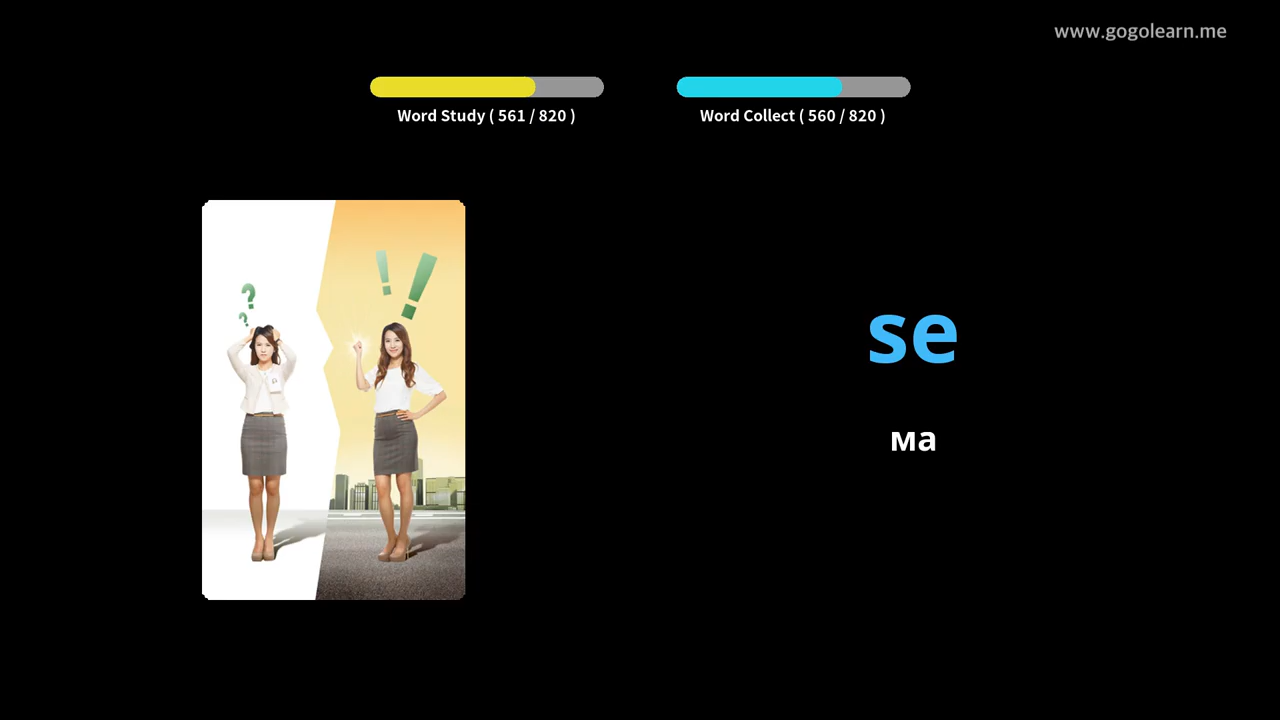 www.gogolearn.me
Word Study ( 561 / 820 )
Word Collect ( 560 / 820 )
? ?
! !
se
ма